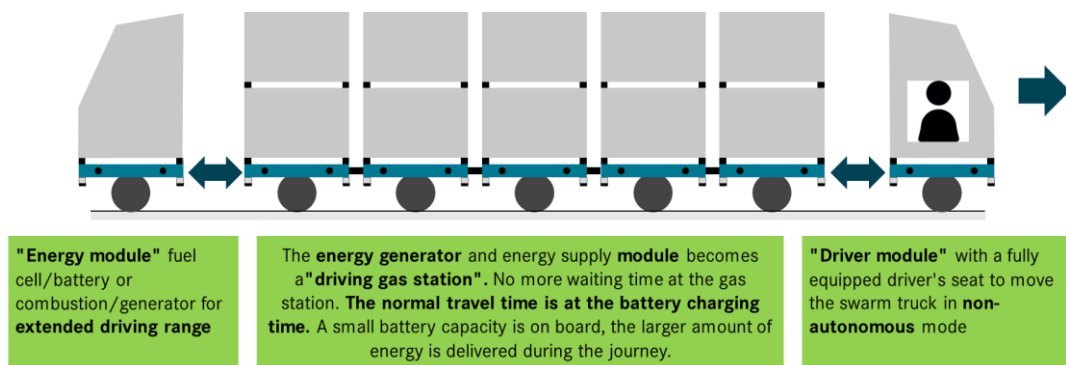 "Energy module" fuel
cell/battery or
combustion/generator for
extended driving range
The energy generator and energy supply module becomes
a"driving gas station". No more waiting time at the gas
station. The normal travel time is at the battery charging
time. A small battery capacity is on board, the larger amount of
energy is delivered during the journey.
"Driver module" with a fully
equipped driver's seat to move
the swarm truck in non-
autonomous mode